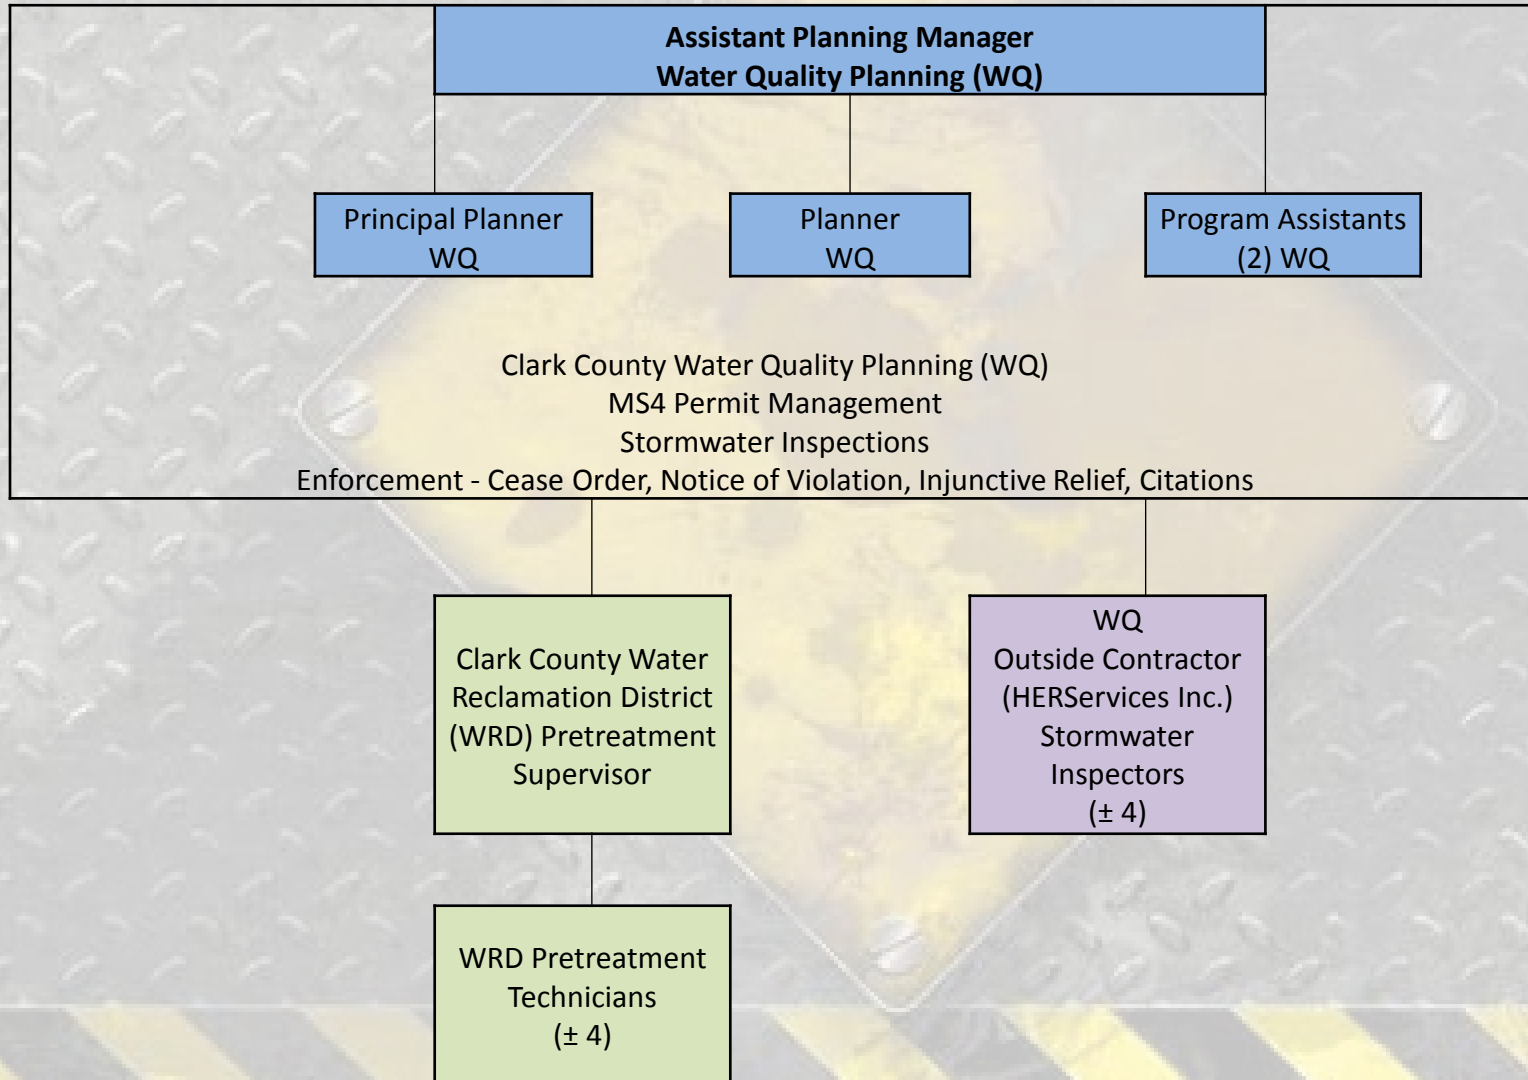 Assistant Planning Manager
Water Quality Planning (WQ)
Principal Planner
WQ
Planner
WQ
Program Assistants
(2) WQ
Clark County Water Quality Planning (WQ)
MS4 Permit Management
Stormwater Inspections
Enforcement - Cease Order, Notice of Violation, Injunctive Relief, Citations
Clark County Water
Reclamation District
(WRD) Pretreatment
Supervisor
WQ
Outside Contractor
(HERServices Inc.)
Stormwater
Inspectors
(± 4)
WRD Pretreatment
Technicians
(± 4)